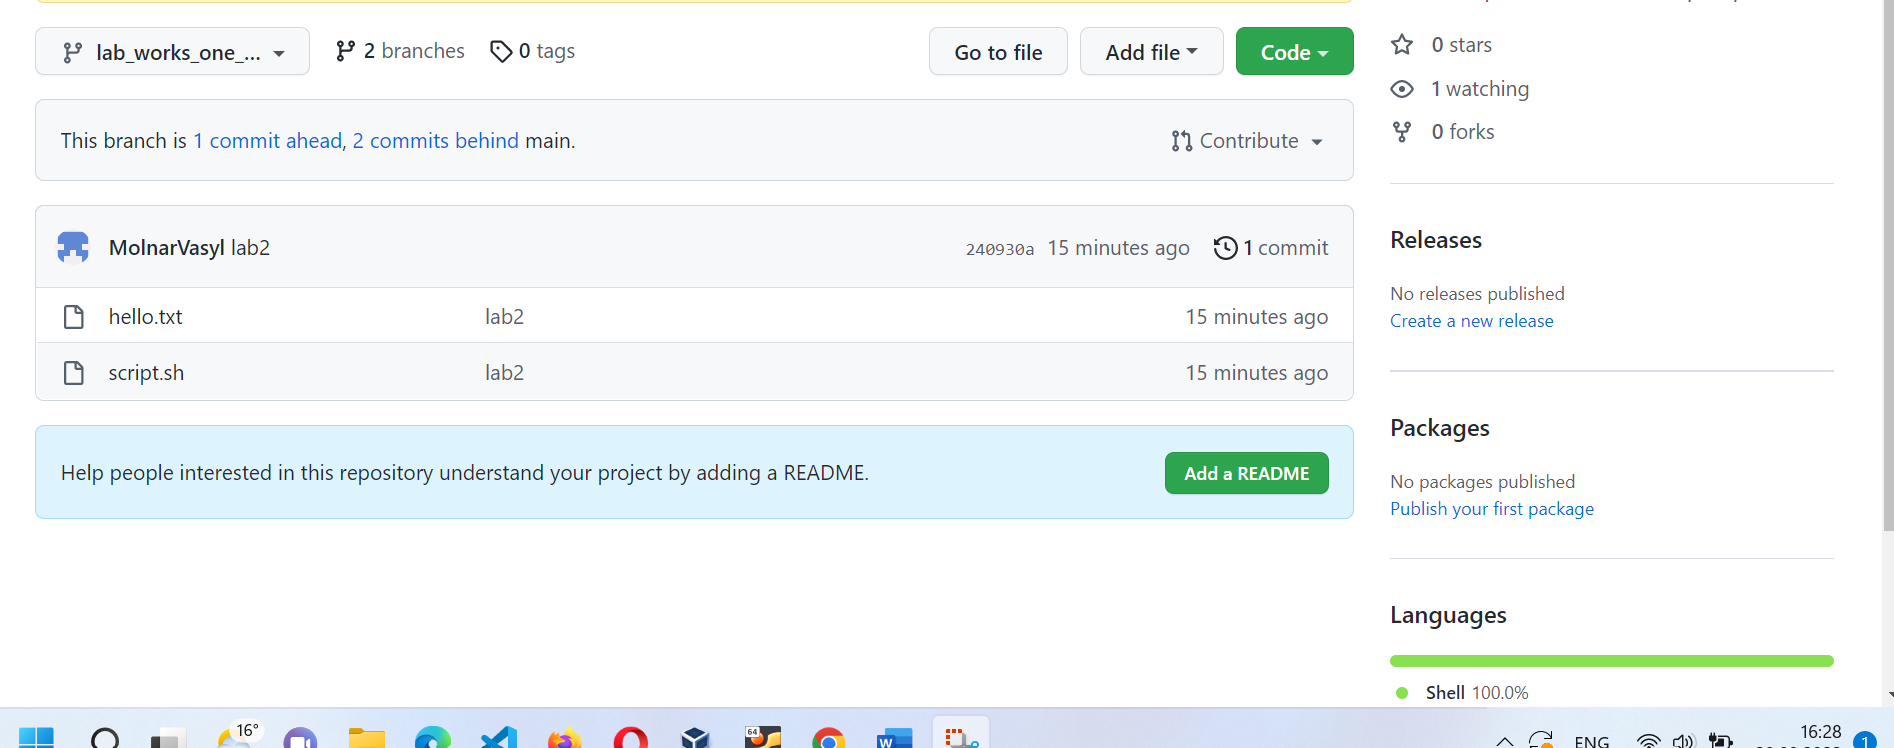 lab_works_one_...
2 branches
0 tags
Go to file
Add file
Code
This branch is 1 commit ahead, 2 commits behind main.
Contribute
MolnarVasyl lab2
240930a 15 minutes ago
1 commit
hello.txt lab2 15 minutes ago
script.sh lab2 15 minutes ago
Help people interested in this repository understand your project by adding a README.
Add a README
0 stars
1 watching
0 forks
Releases
No releases published
Create a new release
Packages
No packages published
Publish your first package
Languages
Shell 100.0%
16°
64
W
ENG
16:28
1